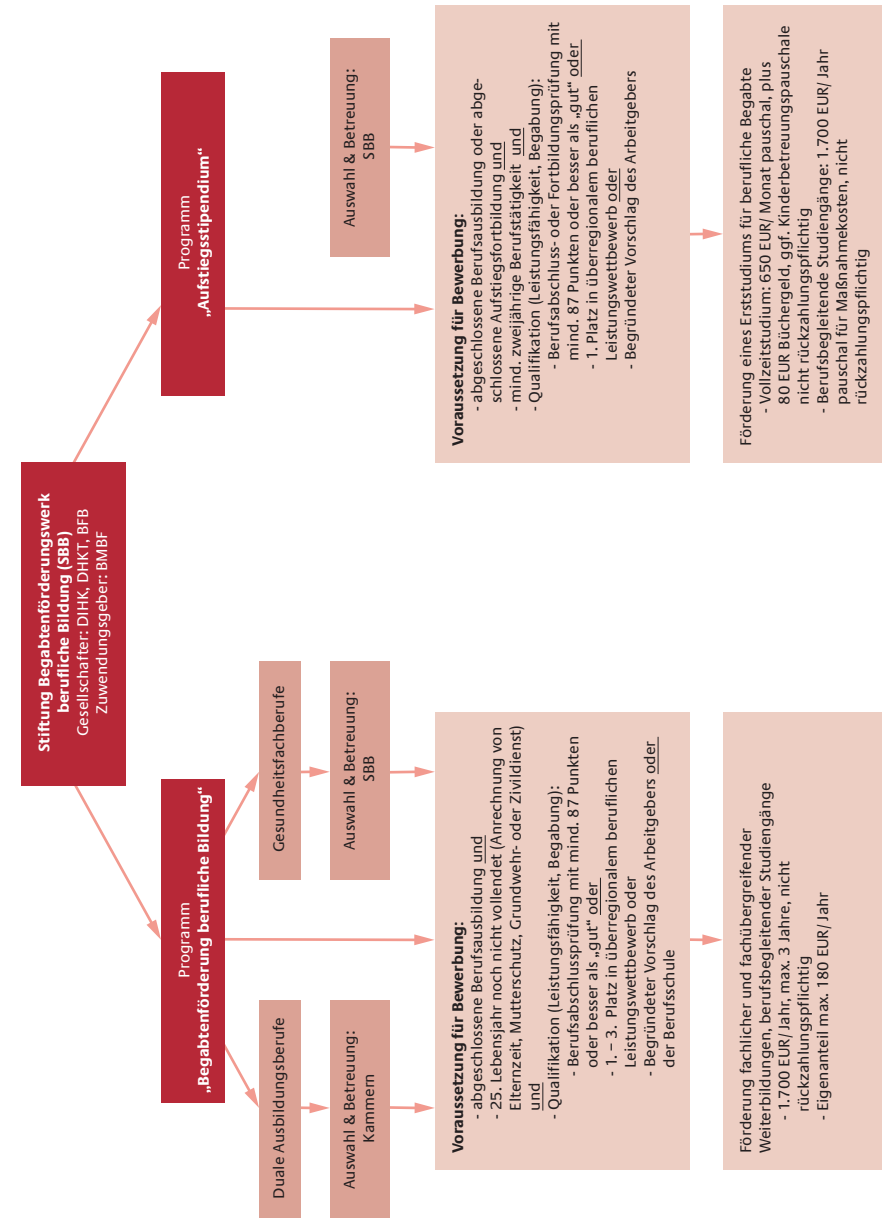 Stiftung Begabtenförderungswerk
berufliche Bildung (SBB)
Gesellschafter: DIHK, DHKT, BFB
Zuwendungsgeber: BMBF
Programm
„Begabtenförderung berufliche Bildung“
Duale Ausbildungsberufe
Gesundheitsfachberufe
Auswahl & Betreuung:
Kammern
Auswahl & Betreuung:
SBB
Voraussetzung für Bewerbung:
- abgeschlossene Berufsausbildung und
- 25. Lebensjahr noch nicht vollendet (Anrechnung von
Elternzeit, Mutterschutz, Grundwehr- oder Zivildienst)
und
- Qualifikation (Leistungsfähigkeit, Begabung):
- Berufsabschlussprüfung mit mind. 87 Punkten
oder besser als „gut“ oder
- 1. – 3. Platz in überregionalem beruflichen
Leistungswettbewerb oder
- Begründeter Vorschlag des Arbeitgebers oder
der Berufsschule
Förderung fachlicher und fachübergreifender
Weiterbildungen, berufsbegleitender Studiengänge
- 1.700 EUR/ Jahr, max. 3 Jahre, nicht
rückzahlungspflichtig
- Eigenanteil max. 180 EUR/ Jahr
Programm
„Aufstiegsstipendium“
Auswahl & Betreuung:
SBB
Voraussetzung für Bewerbung:
- abgeschlossene Berufsausbildung oder abge-
schlossene Aufstiegsfortbildung und
- mind. zweijährige Berufstätigkeit und
- Qualifikation (Leistungsfähigkeit, Begabung):
- Berufsabschluss- oder Fortbildungsprüfung mit
mind. 87 Punkten oder besser als „gut“ oder
- 1. Platz in überregionalem beruflichen
Leistungswettbewerb oder
- Begründeter Vorschlag des Arbeitgebers
Förderung eines Erststudiums für berufliche Begabte
- Vollzeitstudium: 650 EUR/ Monat pauschal, plus
80 EUR Büchergeld, ggf. Kinderbetreuungspauschale
nicht rückzahlungspflichtig
- Berufsbegleitende Studiengänge: 1.700 EUR/ Jahr
pauschal für Maßnahmekosten, nicht
rückzahlungspflichtig